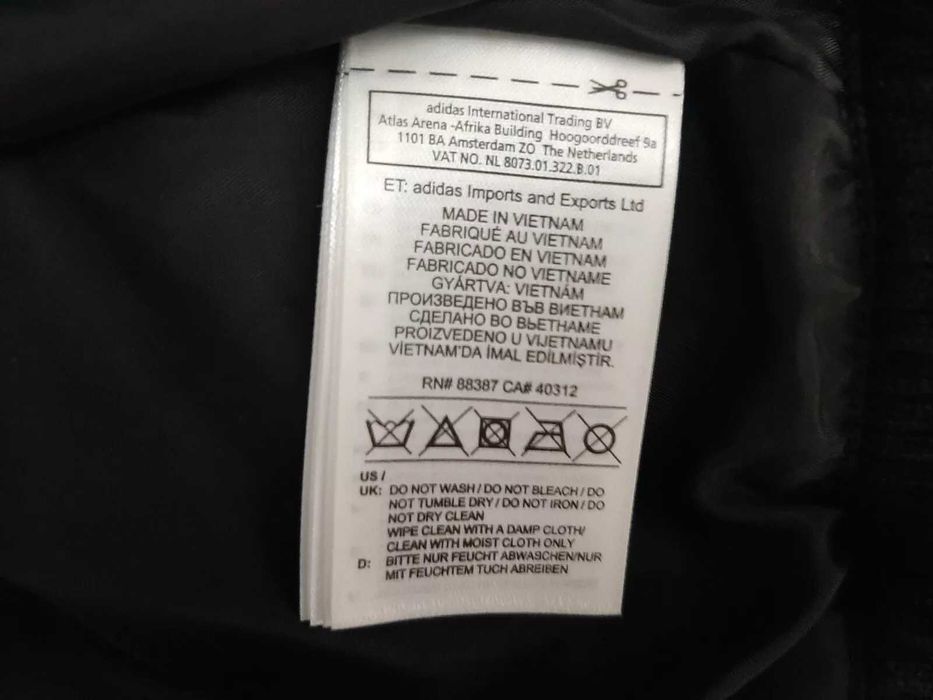 adidas International Trading BV
Atlas Arena -Afrika Building Hoogoorddreef 9a
1101 BA Amsterdam ZO The Netherlands
VAT NO. NL 8073.01.322.B.01
ET: adidas Imports and Exports Ltd
MADE IN VIETNAM
FABRIQUÉ AU VIETNAM
FABRICADO EN VIETNAM
FABRICADO NO VIETNAME
GYÁRTVA: VIETNÁM
ПРОИЗВЕДЕНО ВЪВ ВИЕТНАМ
СДЕЛАНО ВО ВЬЕТНАМЕ
PROIZVEDENO U VIJETNAMU
VİETNAM'DA İMAL EDİLMİŞTİR.
RN# 88387 CA# 40312
US /
UK: DO NOT WASH / DO NOT BLEACH / DO
NOT TUMBLE DRY / DO NOT IRON / DO
NOT DRY CLEAN
WIPE CLEAN WITH A DAMP CLOTH/
CLEAN WITH MOIST CLOTH ONLY
D: BITTE NUR FEUCHT ABWASCHEN/NUR
MIT FEUCHTEM TUCH ABREIBEN